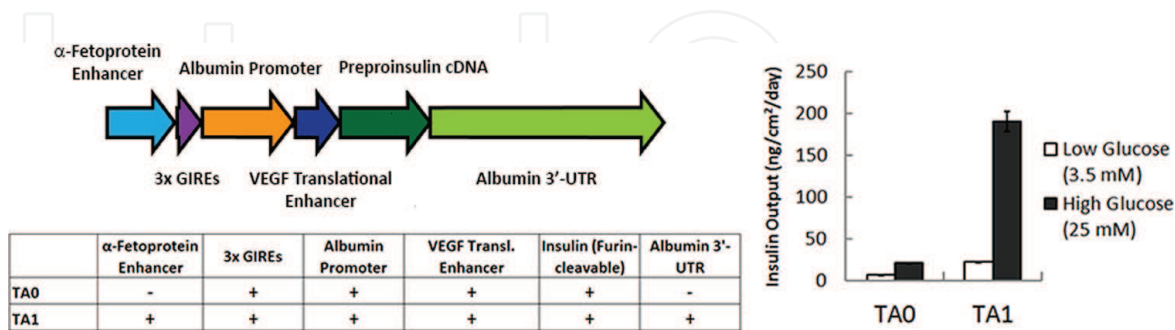 α-Fetoprotein
Enhancer
Albumin Promoter
Preproinsulin cDNA
3x GIREs
VEGF Translational
Enhancer
Albumin 3'-UTR
α-Fetoprotein Enhancer 3x GIREs Albumin Promoter VEGF Transl. Enhancer Insulin (Furin-cleavable) Albumin 3'-UTR
TA0 - + + + + -
TA1 + + + + + +
Insulin Output (ng/cm²/day)
250
200
150
100
50
0
TA0 TA1
Low Glucose
(3.5 mM)
High Glucose
(25 mM)